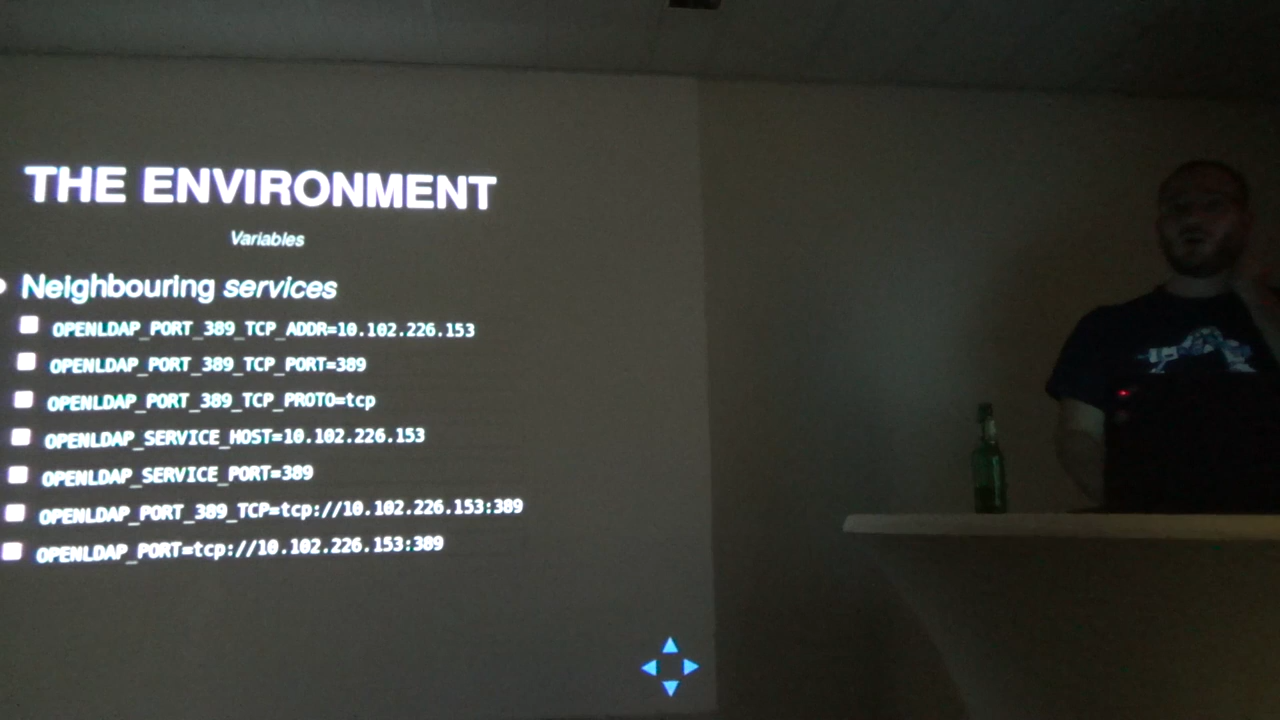 THE ENVIRONMENT
Variables
Neighbouring services
OPENLDAP_PORT_389_TCP_ADDR=10.102.226.153
OPENLDAP_PORT_389_TCP_PORT=389
OPENLDAP_PORT_389_TCP_PROTO=tcp
OPENLDAP_SERVICE_HOST=10.102.226.153
OPENLDAP_SERVICE_PORT=389
OPENLDAP_PORT_389_TCP=tcp://10.102.226.153:389
OPENLDAP_PORT=tcp://10.102.226.153:389